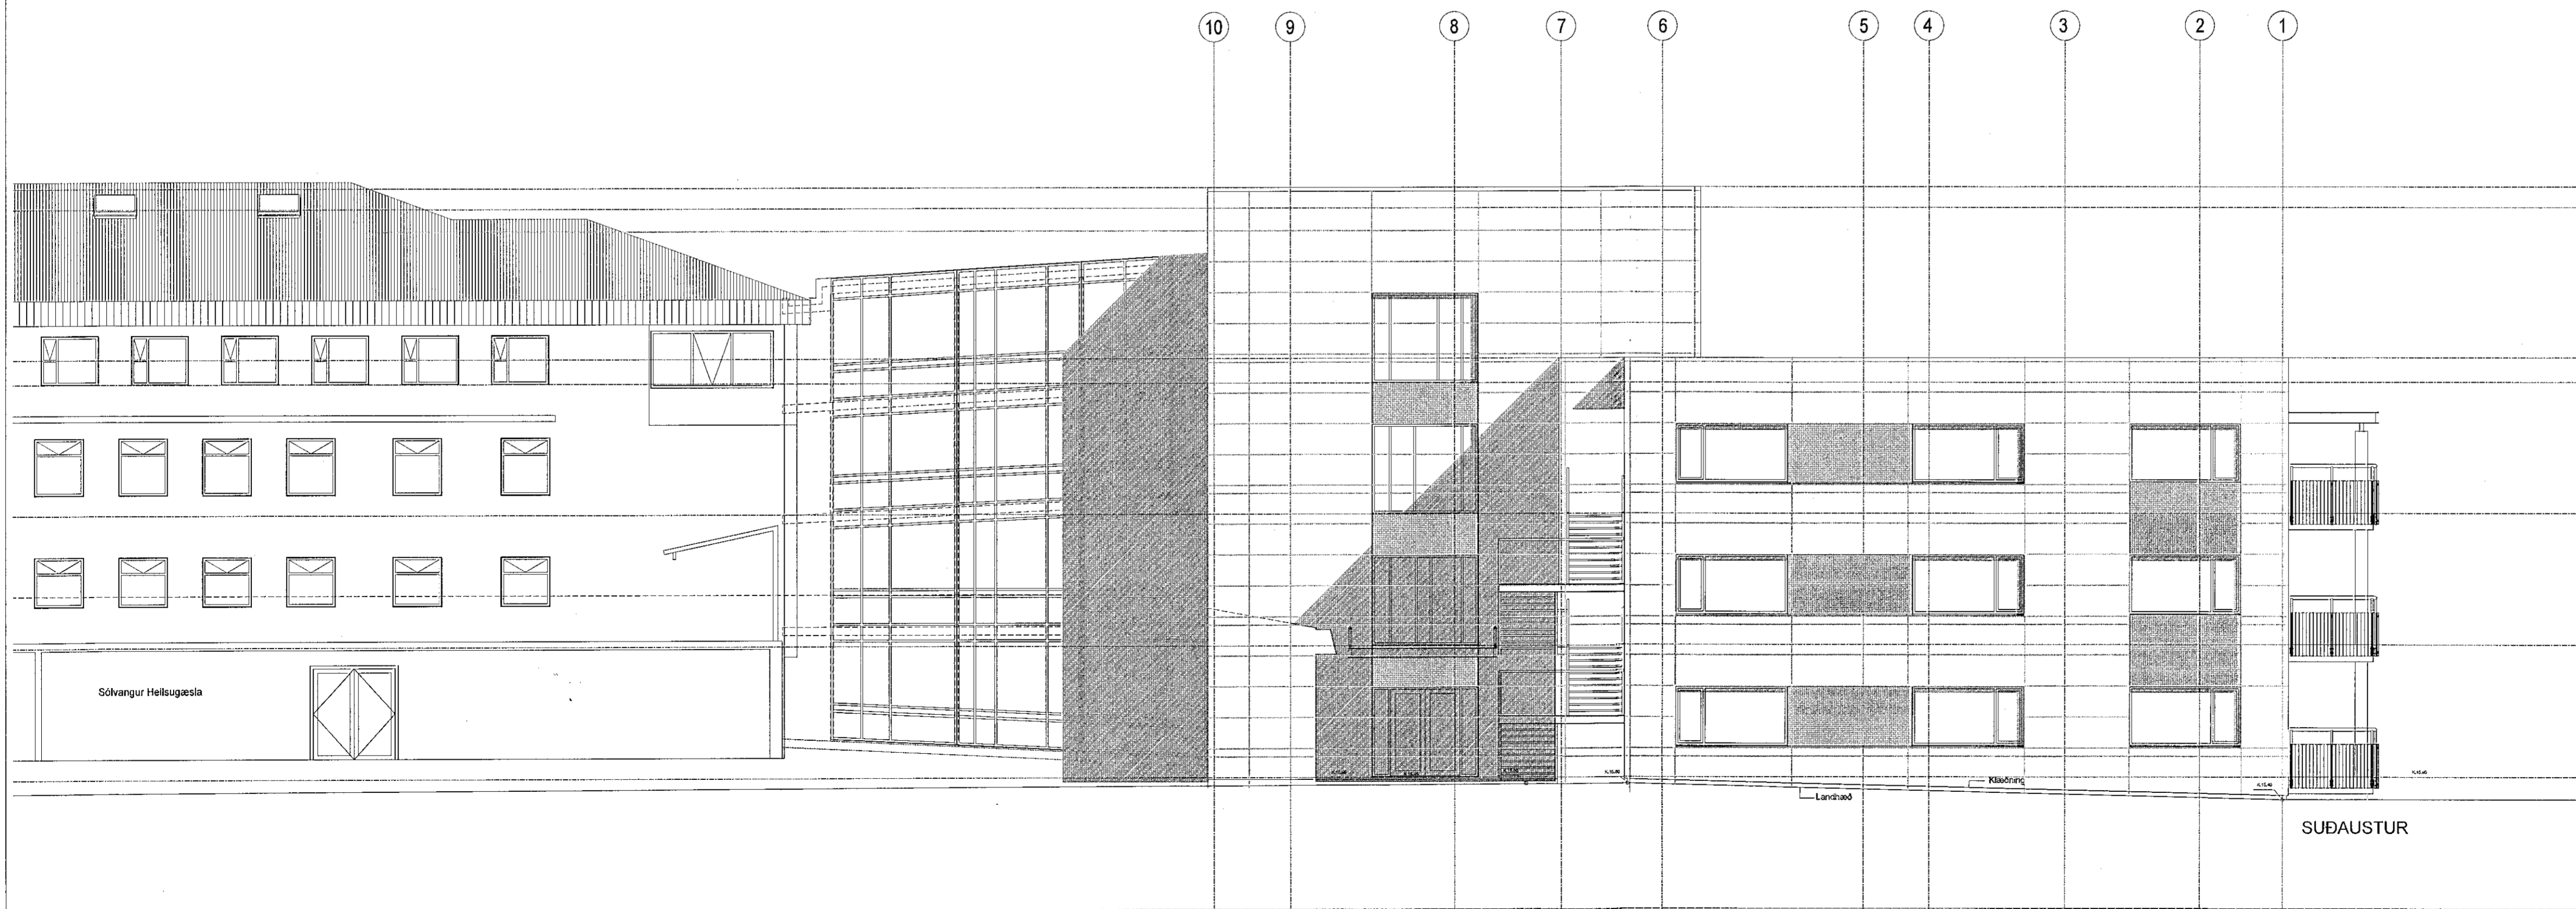 10 9 8 7 6 5 4 3 2 1
Sólvangur Heilsugæsla
Klæðning
Landhæð
SUÐAUSTUR